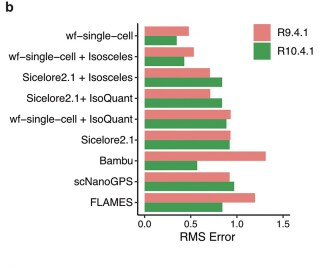 b
R9.4.1
R10.4.1
wf-single-cell
wf-single-cell + Isosceles
Sicelore2.1 + Isosceles
Sicelore2.1+ IsoQuant
wf-single-cell + IsoQuant
Sicelore2.1
Bambu
scNanoGPS
FLAMES
0.0 0.5 1.0 1.5
RMS Error